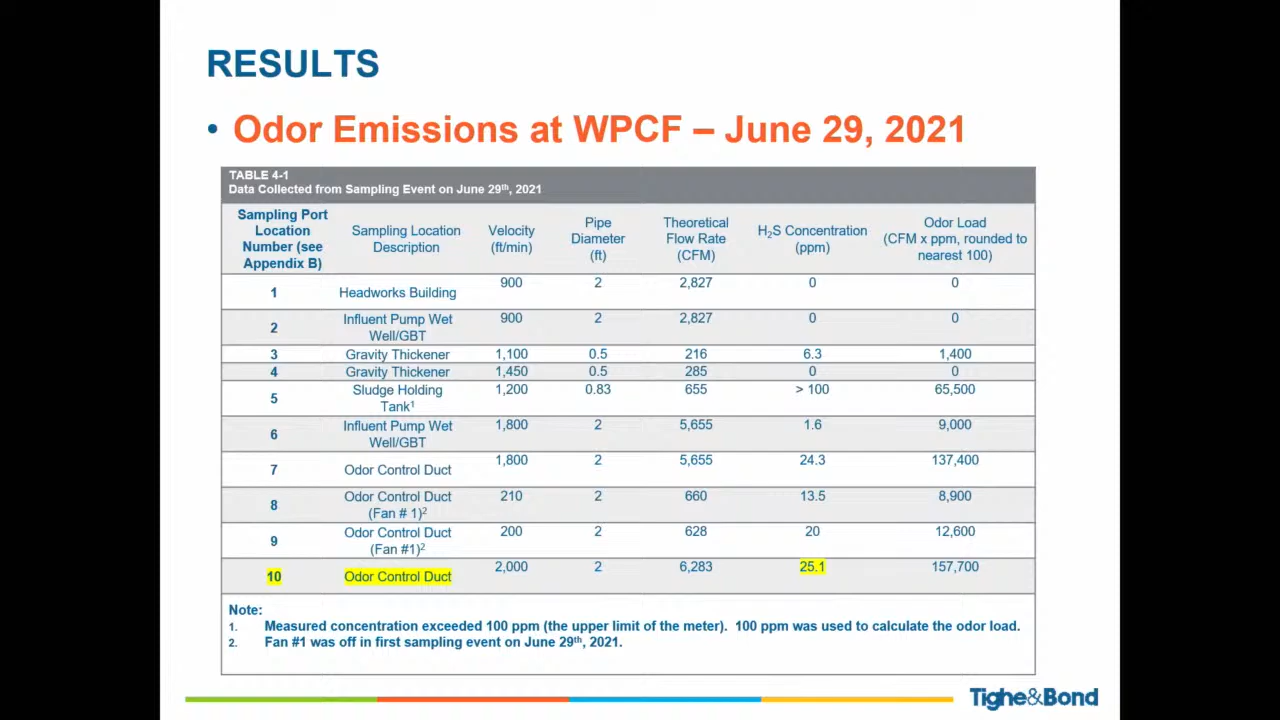 RESULTS
• Odor Emissions at WPCF – June 29, 2021
TABLE 4-1
Data Collected from Sampling Event on June 29th, 2021
Sampling Port Location Number (see Appendix B) Sampling Location Description Velocity (ft/min) Pipe Diameter (ft) Theoretical Flow Rate (CFM) H2S Concentration (ppm) Odor Load (CFM x ppm, rounded to nearest 100)
1 Headworks Building 900 2 2,827 0 0
2 Influent Pump Wet Well/GBT 900 2 2,827 0 0
3 Gravity Thickener 1,100 0.5 216 6.3 1,400
4 Gravity Thickener 1,450 0.5 285 0 0
5 Sludge Holding Tank1 1,200 0.83 655 > 100 65,500
6 Influent Pump Wet Well/GBT 1,800 2 5,655 1.6 9,000
7 Odor Control Duct 1,800 2 5,655 24.3 137,400
8 Odor Control Duct (Fan # 1)2 210 2 660 13.5 8,900
9 Odor Control Duct (Fan #1)2 200 2 628 20 12,600
10 Odor Control Duct 2,000 2 6,283 25.1 157,700
Note:
1. Measured concentration exceeded 100 ppm (the upper limit of the meter). 100 ppm was used to calculate the odor load.
2. Fan #1 was off in first sampling event on June 29th, 2021.
Tighe&Bond